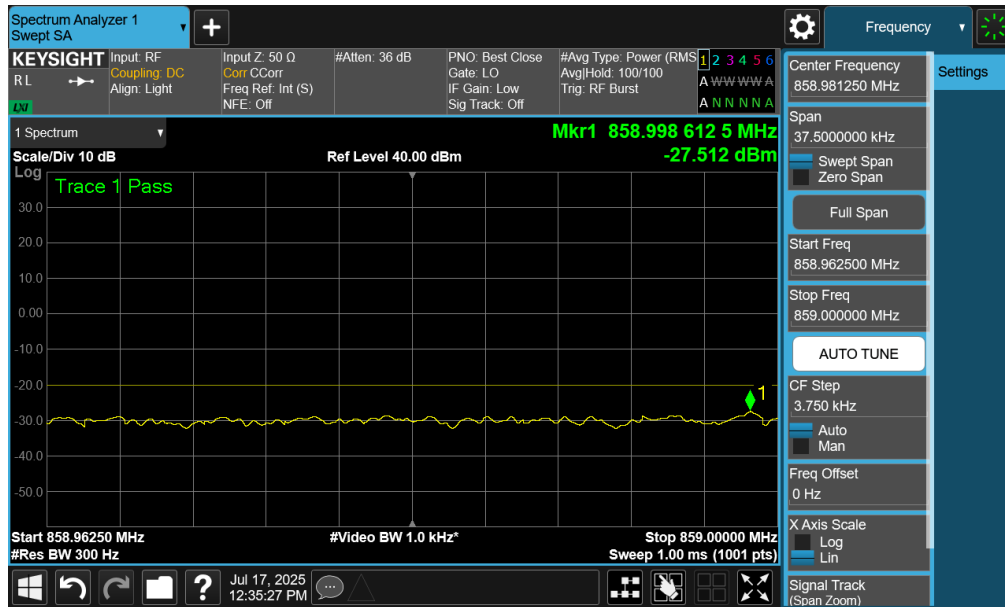 Spectrum Analyzer 1
Swept SA
+
Frequency
KEYSIGHT
R L
LXI
Input: RF
Coupling: DC
Align: Light
Input Z: 50 Ω
Corr CCorr
Freq Ref: Int (S)
NFE: Off
#Atten: 36 dB
PNO: Best Close
Gate: LO
IF Gain: Low
Sig Track: Off
#Avg Type: Power (RMS
Avg|Hold: 100/100
Trig: RF Burst
1 2 3 4 5 6
A W W W W A
A N N N N A
1 Spectrum
Scale/Div 10 dB
Ref Level 40.00 dBm
Mkr1 858.998 612 5 MHz
-27.512 dBm
Log
Trace 1 Pass
30.0
20.0
10.0
0.00
-10.0
-20.0
1
-30.0
-40.0
-50.0
Start 858.96250 MHz
#Video BW 1.0 kHz*
Stop 859.00000 MHz
#Res BW 300 Hz
Sweep 1.00 ms (1001 pts)
Center Frequency
858.981250 MHz
Settings
Span
37.5000000 kHz
Swept Span
Zero Span
Full Span
Start Freq
858.962500 MHz
Stop Freq
859.000000 MHz
AUTO TUNE
CF Step
3.750 kHz
Auto
Man
Freq Offset
0 Hz
X Axis Scale
Log
Lin
Signal Track
(Span Zoom)
?
Jul 17, 2025
12:35:27 PM